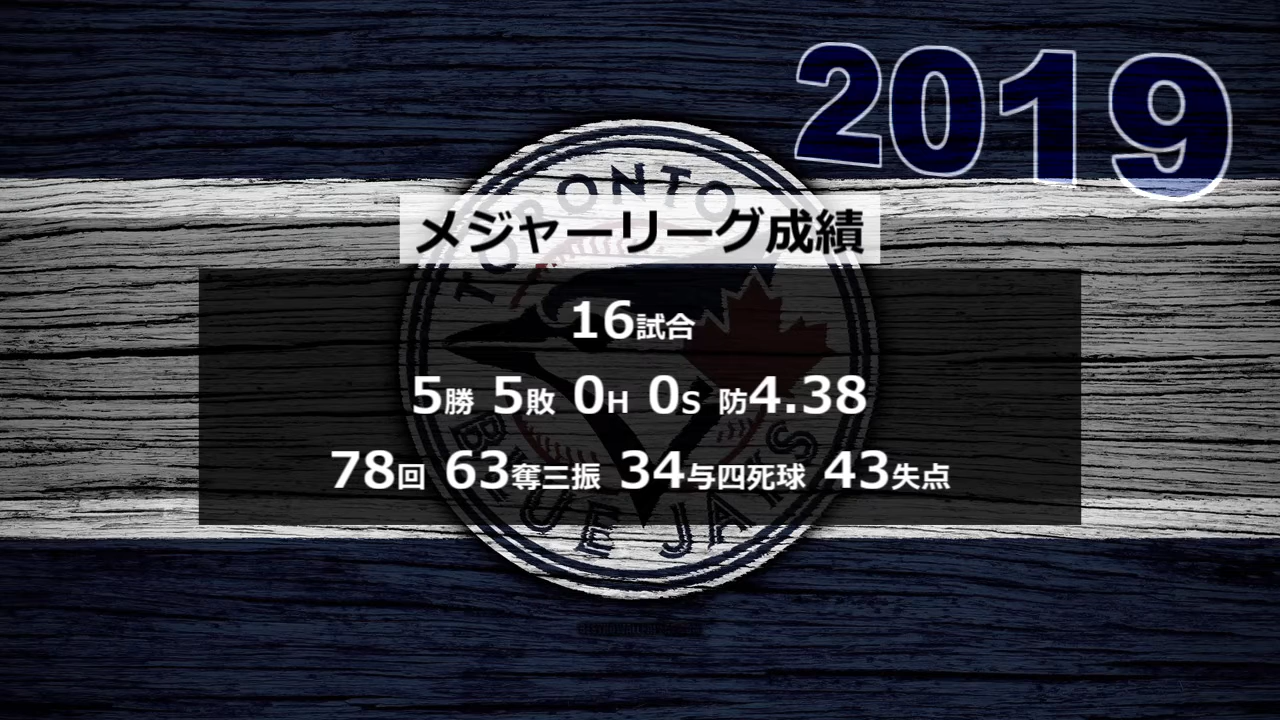 2019
TORONTO
メジャーリーグ成績
16試合
5勝 5敗 0H 0S 防4.38
78回 63奪三振 34与四死球 43失点
BLUE JAYS